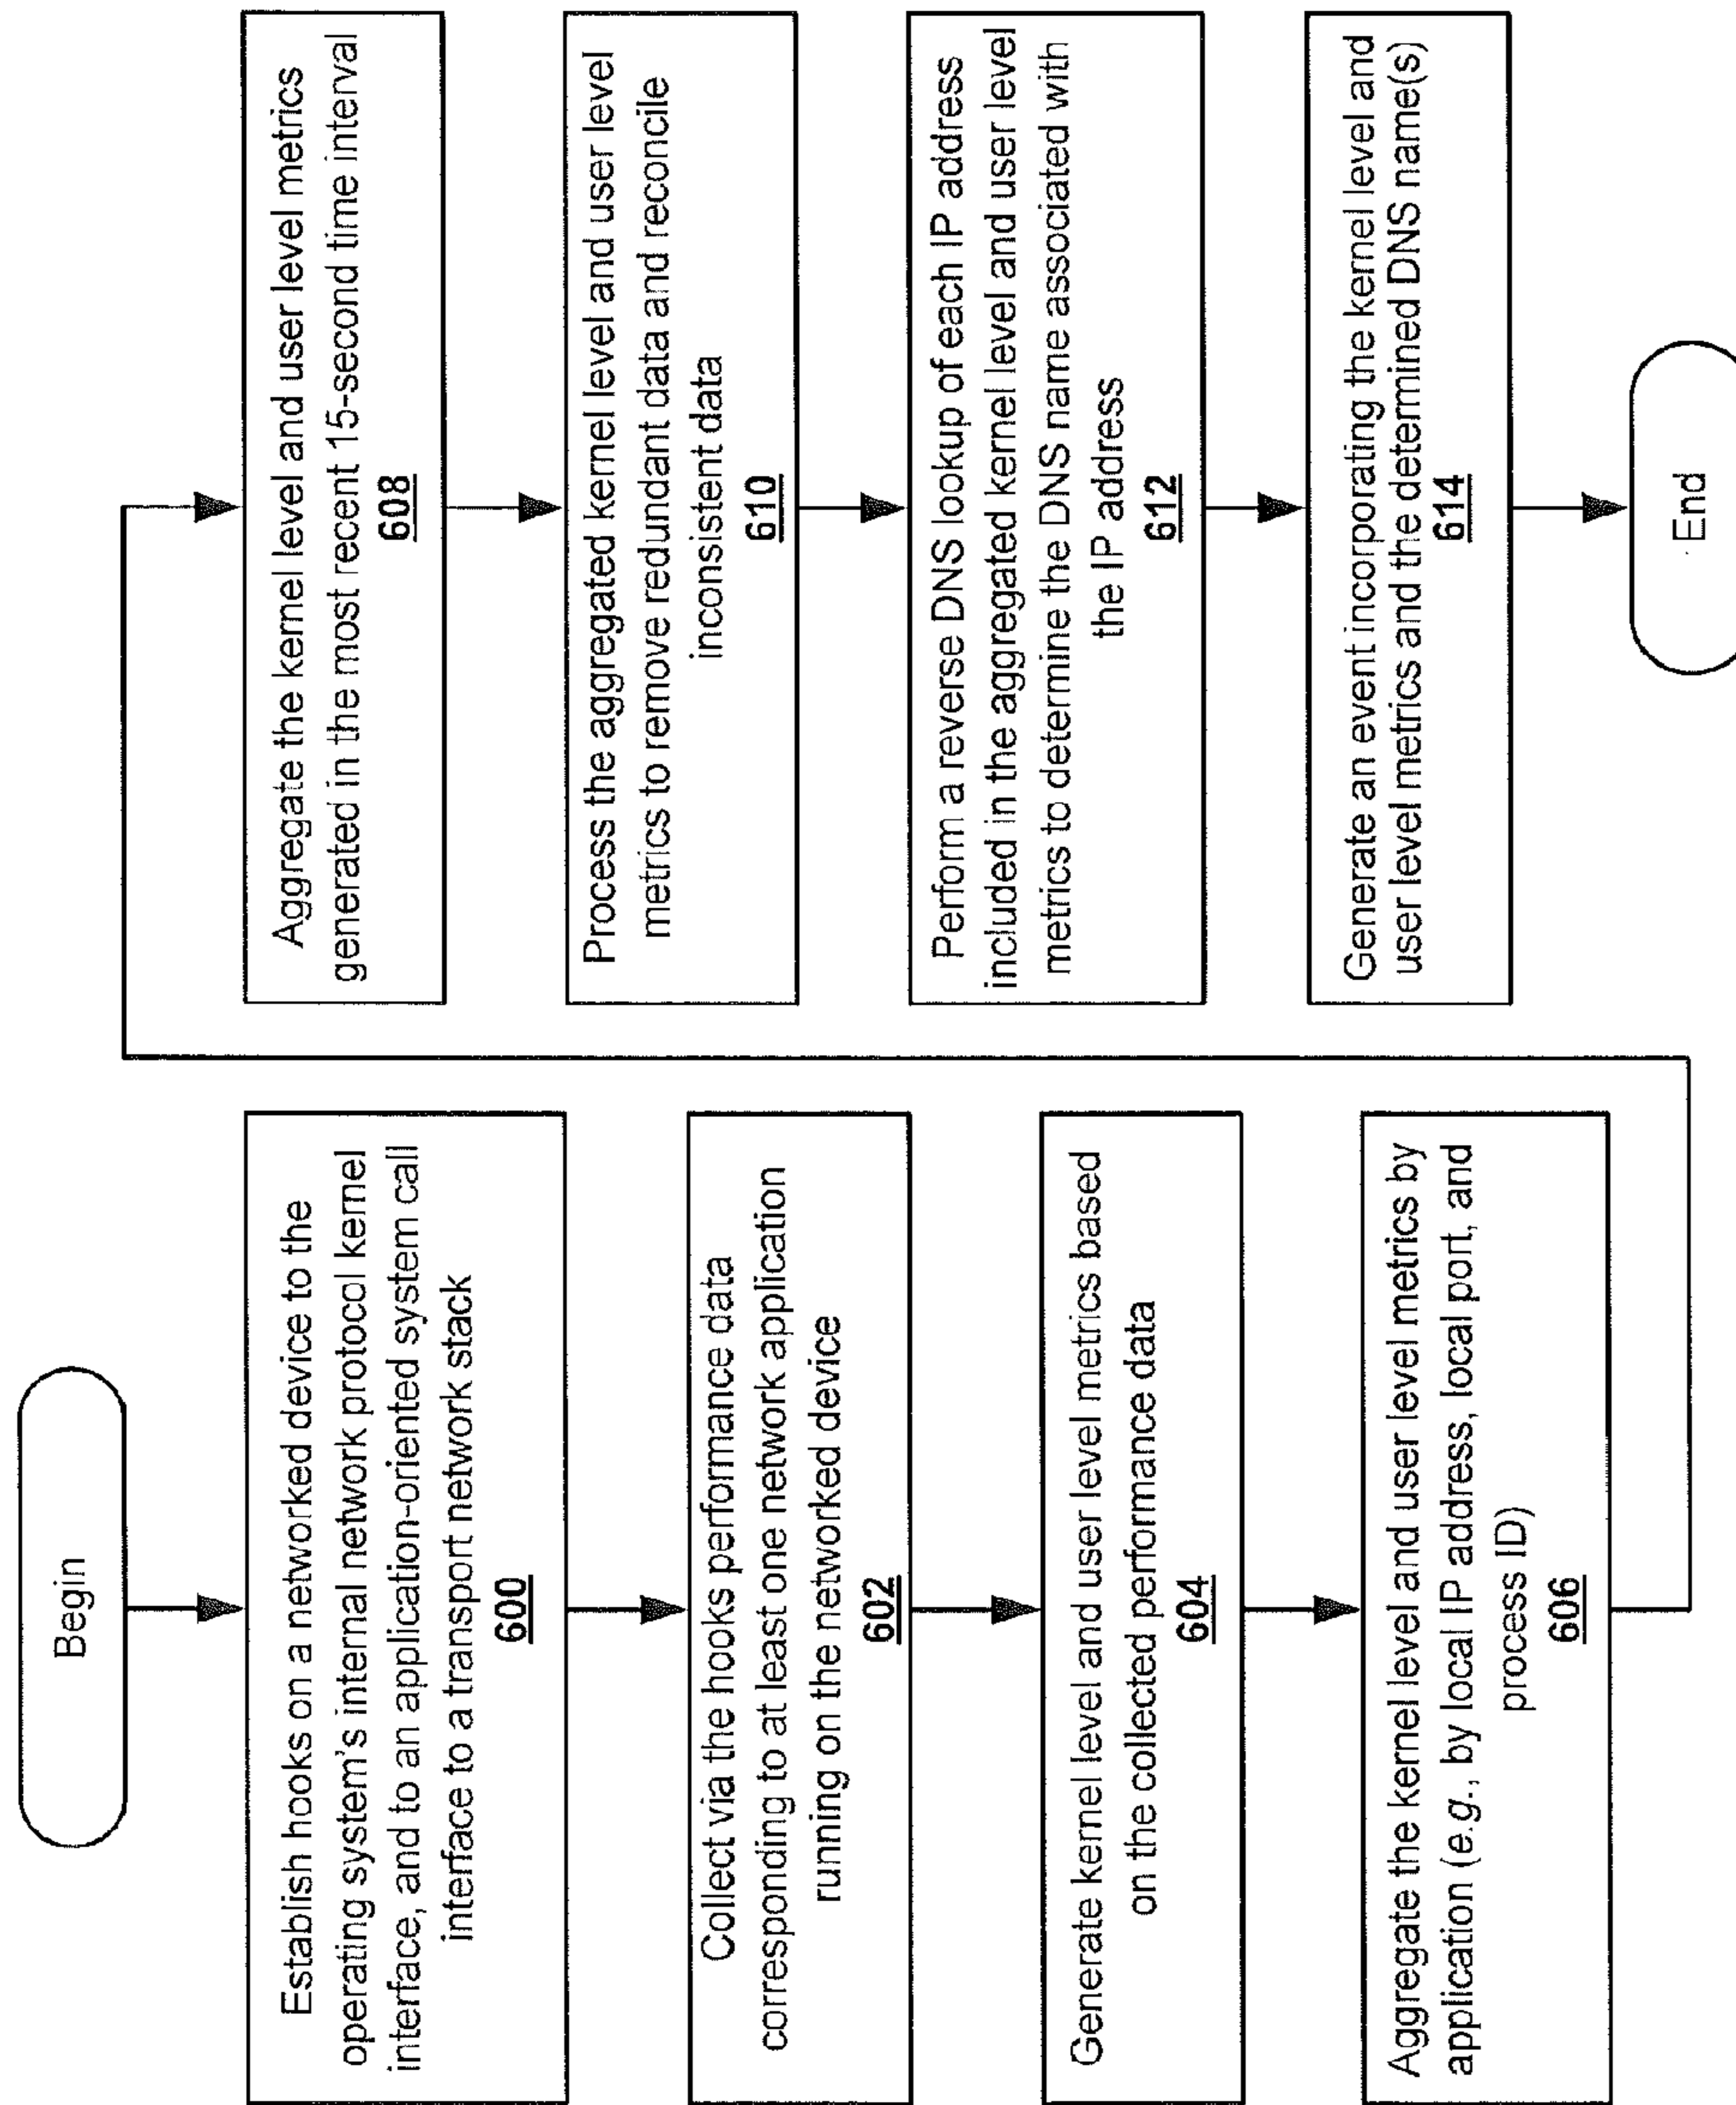 Begin
Establish hooks on a networked device to the
operating system's internal network protocol kernel
interface, and to an application-oriented system call
interface to a transport network stack
600
Collect via the hooks performance data
corresponding to at least one network application
running on the networked device
602
Generate kernel level and user level metrics based
on the collected performance data
604
Aggregate the kernel level and user level metrics by
application (e.g., by local IP address, local port, and
process ID)
606
Aggregate the kernel level and user level metrics
generated in the most recent 15-second time interval
608
Process the aggregated kernel level and user level
metrics to remove redundant data and reconcile
inconsistent data
610
Perform a reverse DNS lookup of each IP address
included in the aggregated kernel level and user level
metrics to determine the DNS name associated with
the IP address
612
Generate an event incorporating the kernel level and
user level metrics and the determined DNS name(s)
614
End